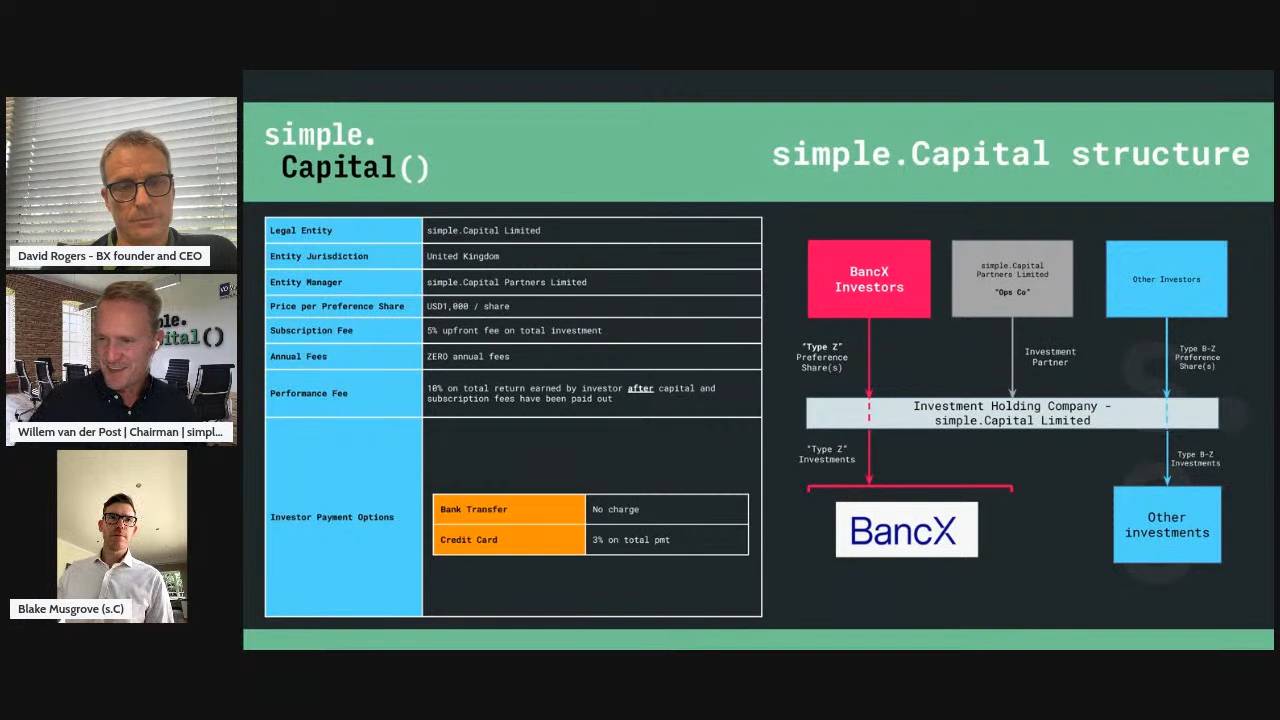 David Rogers - BX founder and CEO
Willem van der Post | Chairman | simpl...
Blake Musgrove (s.C)
simple.
Capital()
simple.Capital structure
Legal Entity
simple.Capital Limited
Entity Jurisdiction
United Kingdom
Entity Manager
simple.Capital Partners Limited
Price per Preference Share
USD1,000 / share
Subscription Fee
5% upfront fee on total investment
Annual Fees
ZERO annual fees
Performance Fee
10% on total return earned by investor after capital and
subscription fees have been paid out
Investor Payment Options
Bank Transfer
No charge
Credit Card
3% on total pmt
BancX
Investors
simple.Capital
Partners Limited
"Ops Co"
Other Investors
"Type Z"
Preference
Share(s)
Investment
Partner
Type B-Z
Preference
Share(s)
Investment Holding Company -
simple.Capital Limited
"Type Z"
Investments
Type B-Z
Investments
BancX
Other
investments